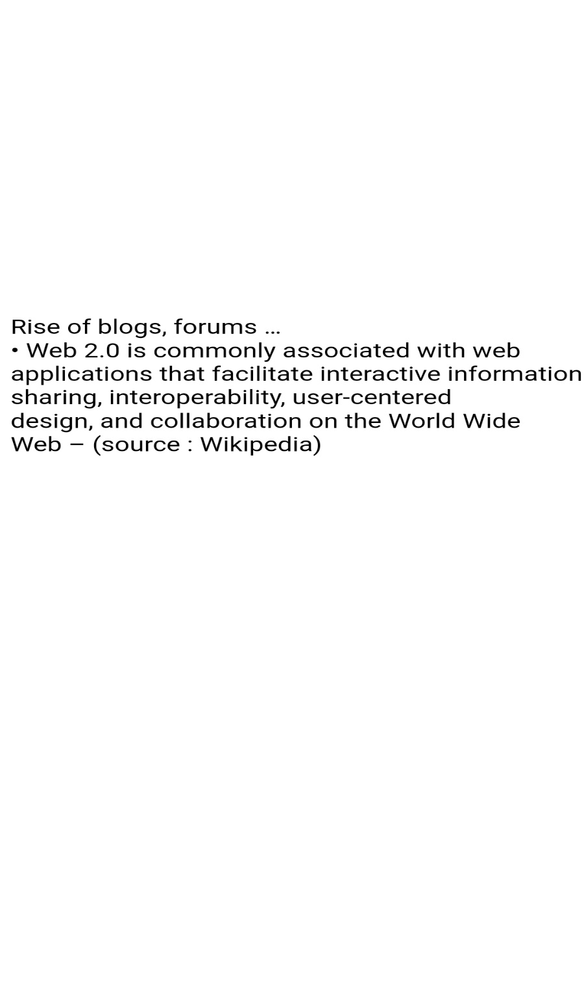 Rise of blogs, forums ...
• Web 2.0 is commonly associated with web
applications that facilitate interactive information
sharing, interoperability, user-centered
design, and collaboration on the World Wide
Web – (source : Wikipedia)